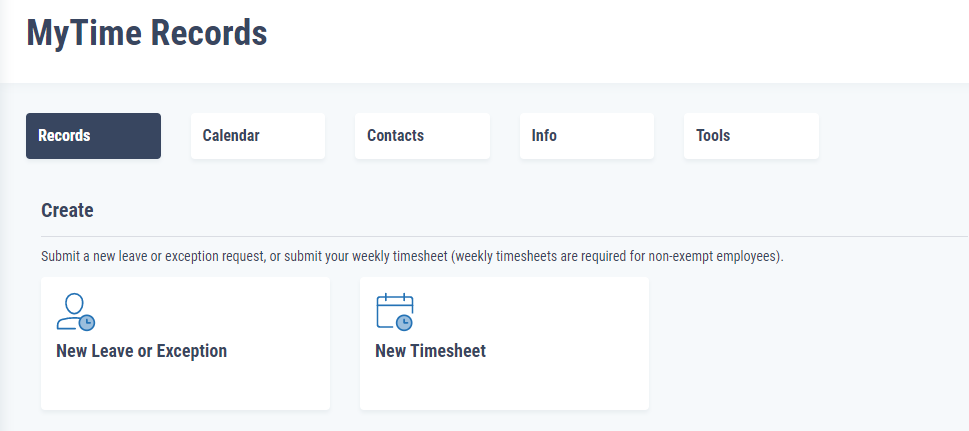 MyTime Records
Records
Calendar
Contacts
Info
Tools
Create
Submit a new leave or exception request, or submit your weekly timesheet (weekly timesheets are required for non-exempt employees).
New Leave or Exception
New Timesheet